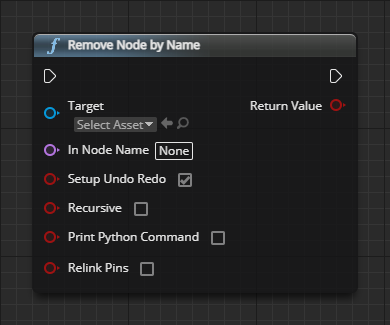 f Remove Node by Name
Target Return Value
Select Asset
In Node Name None
Setup Undo Redo
Recursive
Print Python Command
Relink Pins